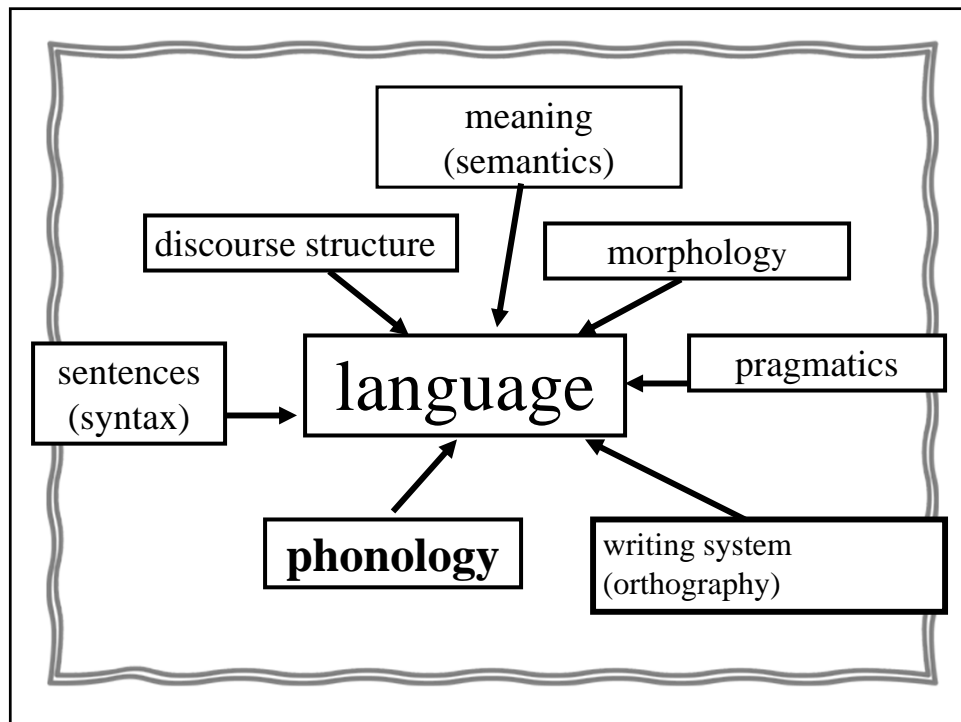 meaning
(semantics)
discourse structure
morphology
sentences
(syntax)
language
pragmatics
phonology
writing system
(orthography)